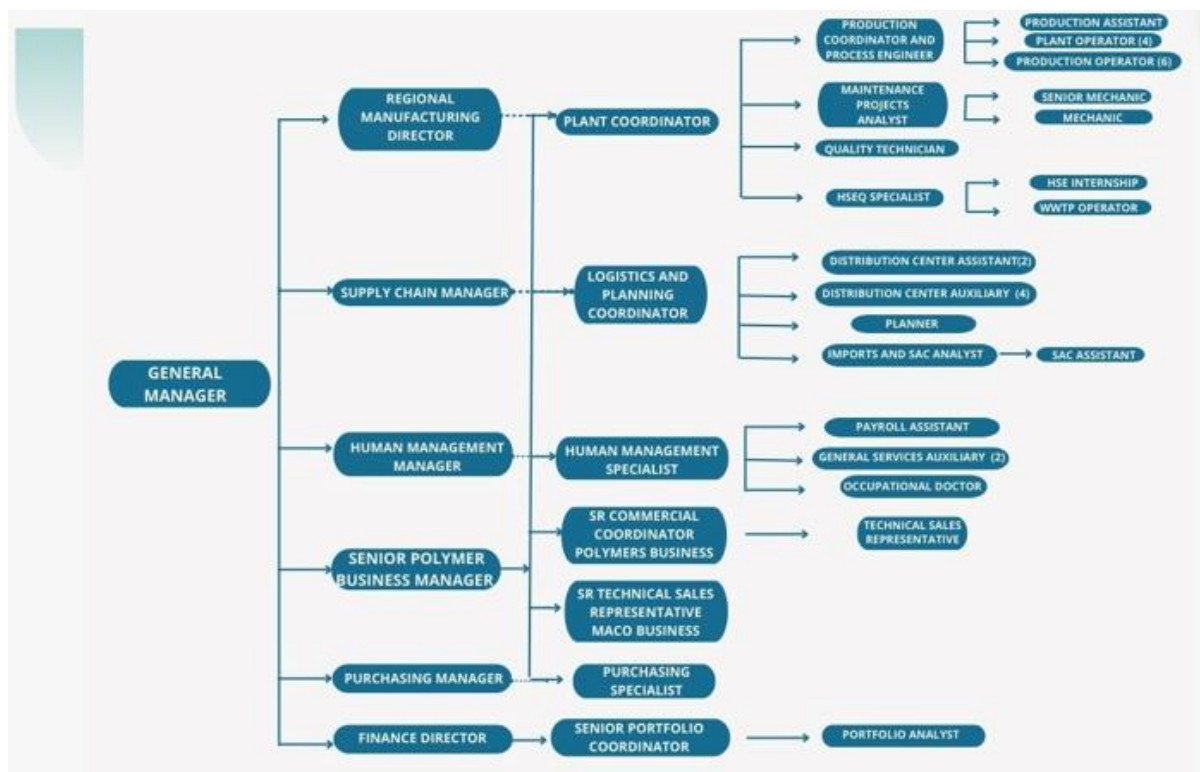 PRODUCTION
COORDINATOR AND
PROCESS ENGINEER
PRODUCTION ASSISTANT
PLANT OPERATOR (4)
PRODUCTION OPERATOR (6)
REGIONAL
MANUFACTURING
DIRECTOR
PLANT COORDINATOR
MAINTENANCE
PROJECTS
ANALYST
SENIOR MECHANIC
MECHANIC
QUALITY TECHNICIAN
HSEQ SPECIALIST
HSE INTERNSHIP
WWTP OPERATOR
SUPPLY CHAIN MANAGER
LOGISTICS AND
PLANNING
COORDINATOR
DISTRIBUTION CENTER ASSISTANT(2)
DISTRIBUTION CENTER AUXILIARY (4)
PLANNER
IMPORTS AND SAC ANALYST
SAC ASSISTANT
GENERAL
MANAGER
HUMAN MANAGEMENT
MANAGER
HUMAN MANAGEMENT
SPECIALIST
PAYROLL ASSISTANT
GENERAL SERVICES AUXILIARY (2)
OCCUPATIONAL DOCTOR
SENIOR POLYMER
BUSINESS MANAGER
SR COMMERCIAL
COORDINATOR
POLYMERS BUSINESS
TECHNICAL SALES
REPRESENTATIVE
SR TECHNICAL SALES
REPRESENTATIVE
MACO BUSINESS
PURCHASING MANAGER
PURCHASING
SPECIALIST
FINANCE DIRECTOR
SENIOR PORTFOLIO
COORDINATOR
PORTFOLIO ANALYST